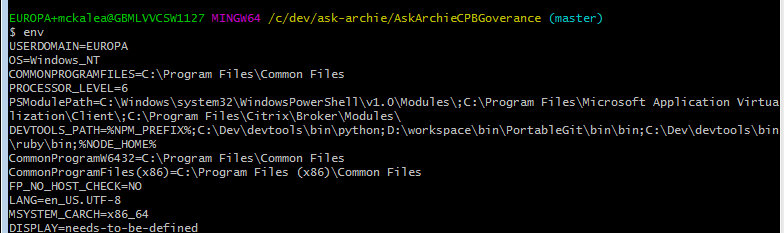 EUROPA+mckalea@GBMLVVCSW1127 MINGW64 /c/dev/ask-archie/AskArchieCPBGoverance (master)
$ env
USERDOMAIN=EUROPA
OS=Windows_NT
COMMONPROGRAMFILES=C:\Program Files\Common Files
PROCESSOR_LEVEL=6
PSModulePath=C:\Windows\system32\WindowsPowerShell\v1.0\Modules\;C:\Program Files\Microsoft Application Virtua
lization\Client\;C:\Program Files\Citrix\Broker\Modules\
DEVTOOLS_PATH=%NPM_PREFIX%;C:\Dev\devtools\bin\python;D:\workspace\bin\PortableGit\bin\bin;C:\Dev\devtools\bin
\ruby\bin;%NODE_HOME%
CommonProgramW6432=C:\Program Files\Common Files
CommonProgramFiles(x86)=C:\Program Files (x86)\Common Files
FP_NO_HOST_CHECK=NO
LANG=en_US.UTF-8
MSYSTEM_CARCH=x86_64
DISPLAY=needs-to-be-defined